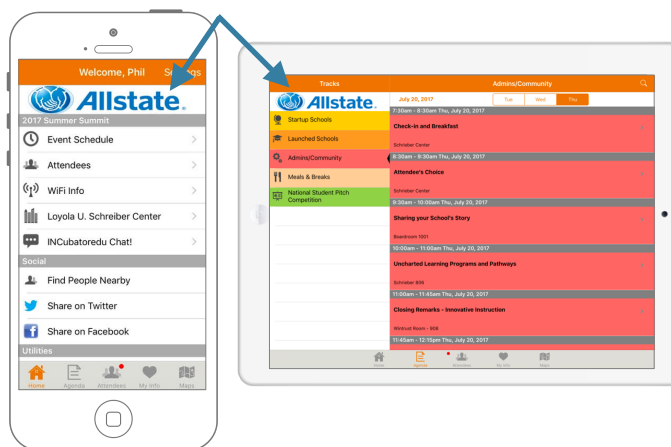 Welcome, Phil
Settings
Allstate.
2017 Summer Summit
Event Schedule
Attendees
WiFi Info
Loyola U. Schreiber Center
INCubatoredu Chat!
Social
Find People Nearby
Share on Twitter
Share on Facebook
Utilities
Home
Agenda
Attendees
My Info
Maps
Tracks
Allstate.
Startup Schools
Launched Schools
Admins/Community
Meals & Breaks
National Student Pitch
Competition
Admins/Community
July 20, 2017
Tue
Wed
Thu
7:30am - 8:30am Thu, July 20, 2017
Check-in and Breakfast
Schrieber Center
8:30am - 9:30am Thu, July 20, 2017
Attendee's Choice
Schrieber Center
9:30am - 10:00am Thu, July 20, 2017
Sharing your School's Story
Boardroom 1001
10:00am - 11:00am Thu, July 20, 2017
Uncharted Learning Programs and Pathways
Schrieber 606
11:00am - 11:45am Thu, July 20, 2017
Closing Remarks - Innovative Instruction
Wintrust Room - 908
11:45am - 12:15pm Thu, July 20, 2017
Home
Agenda
Attendees
My Info
Maps